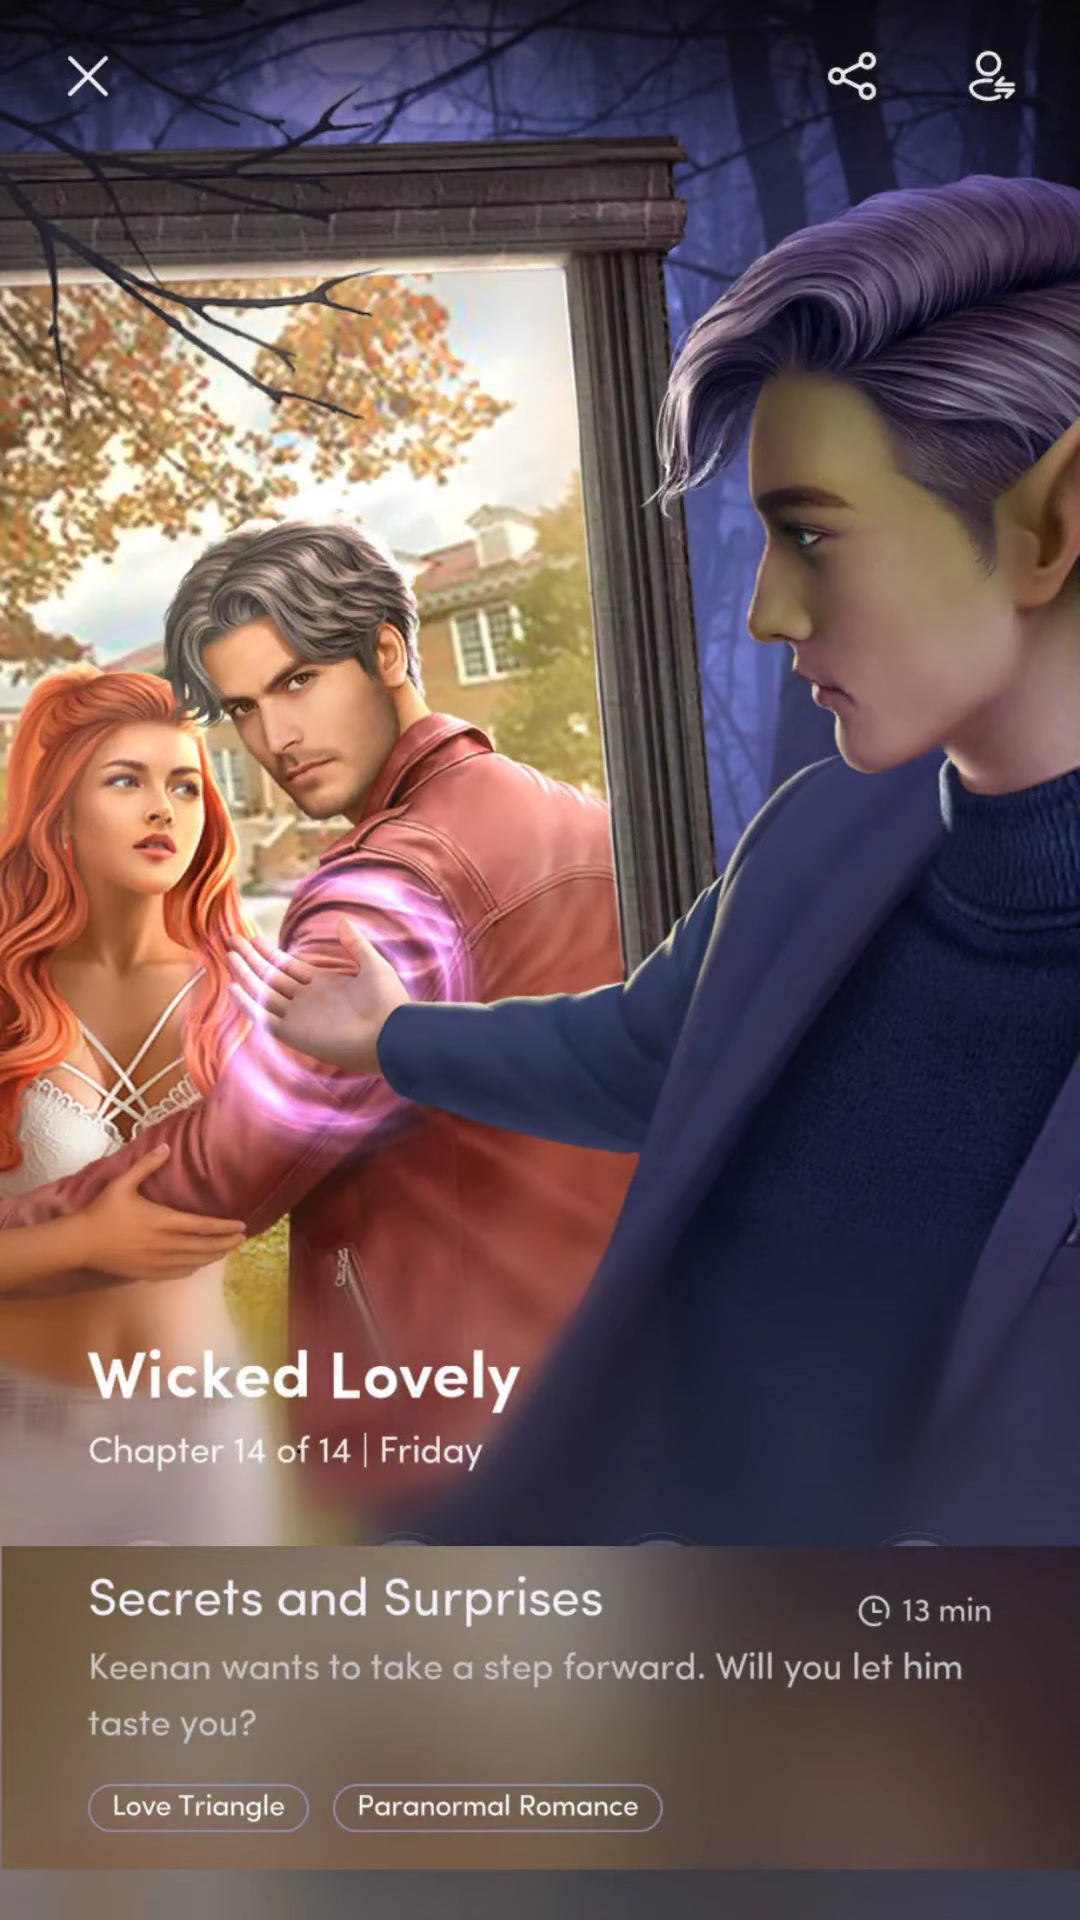 Wicked Lovely
Chapter 14 of 14 | Friday
Secrets and Surprises
13 min
Keenan wants to take a step forward. Will you let him
taste you?
Love Triangle
Paranormal Romance